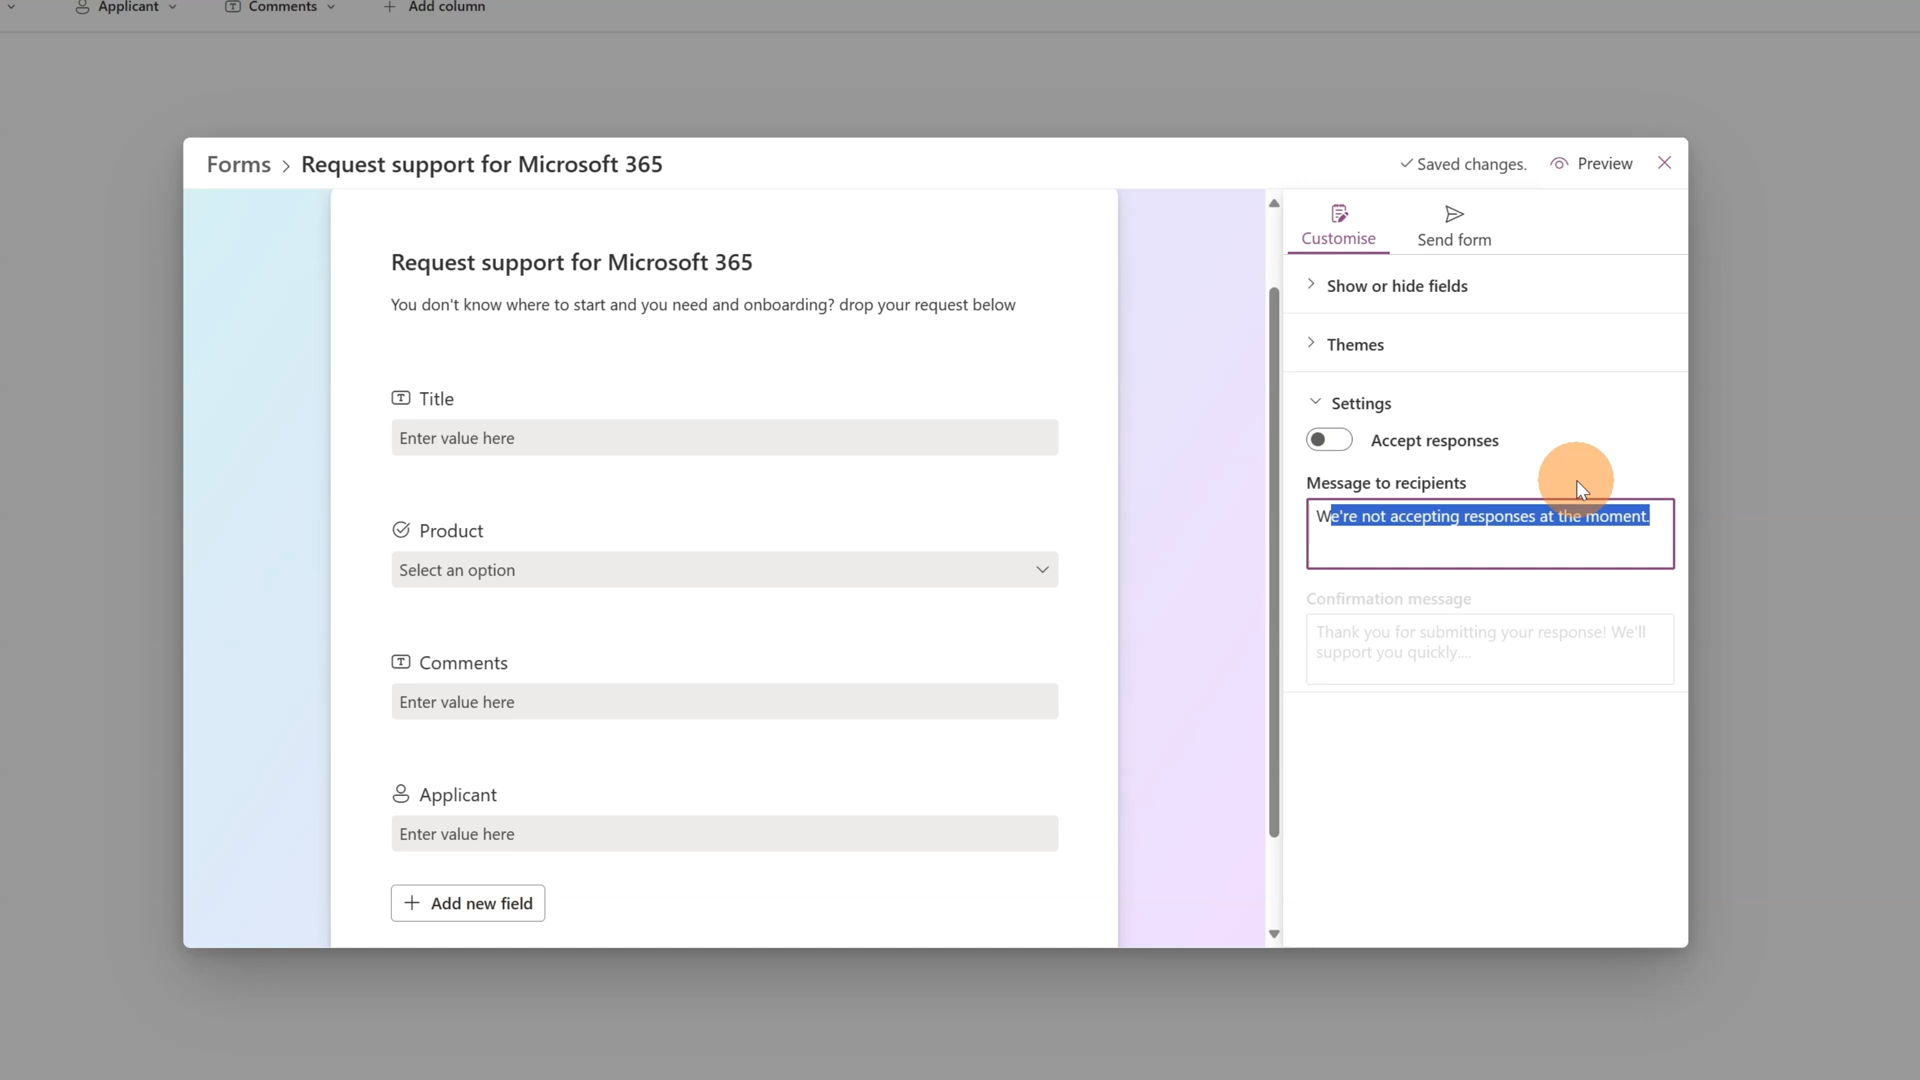 Applicant
Comments
Add column
Forms > Request support for Microsoft 365
Saved changes.
Preview
Request support for Microsoft 365
You don't know where to start and you need and onboarding? drop your request below
Title
Enter value here
Product
Select an option
Comments
Enter value here
Applicant
Enter value here
Add new field
Customise
Send form
Show or hide fields
Themes
Settings
Accept responses
Message to recipients
We're not accepting responses at the moment.
Confirmation message
Thank you for submitting your response! We'll
support you quickly....